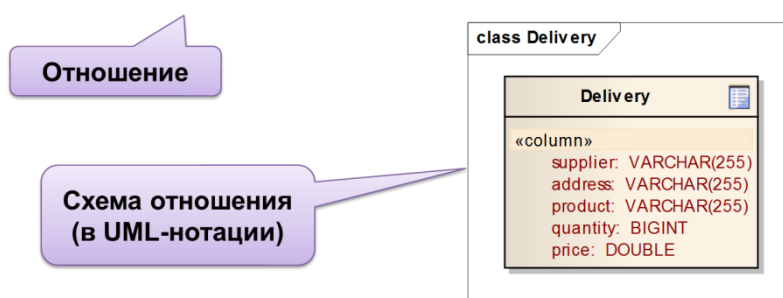 Отношение
Схема отношения
(в UML-нотации)
class Delivery
Delivery
«column»
supplier: VARCHAR(255)
address: VARCHAR(255)
product: VARCHAR(255)
quantity: BIGINT
price: DOUBLE